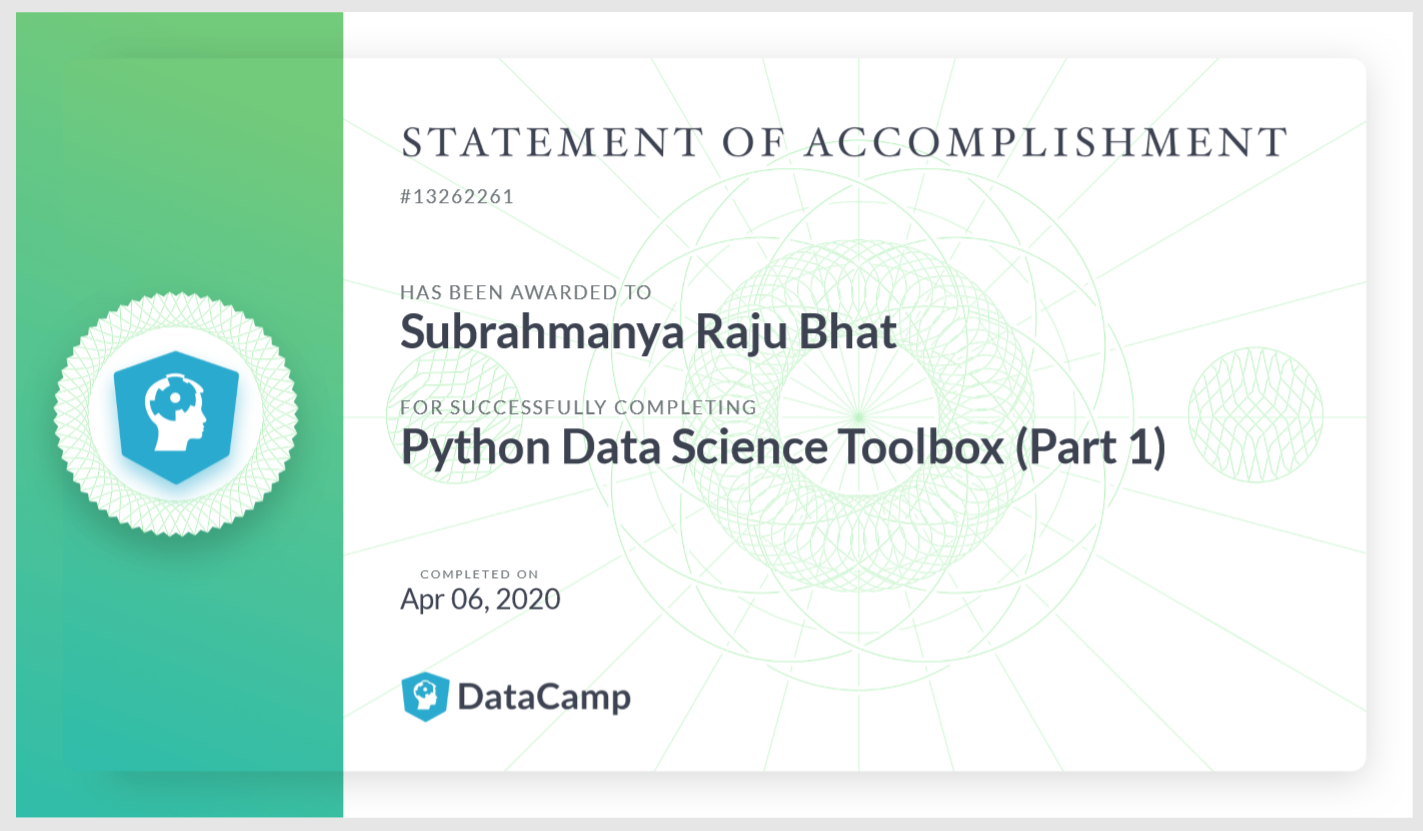 STATEMENT OF ACCOMPLISHMENT
#13262261
HAS BEEN AWARDED TO
Subrahmanya Raju Bhat
FOR SUCCESSFULLY COMPLETING
Python Data Science Toolbox (Part 1)
COMPLETED ON
Apr 06, 2020
DataCamp